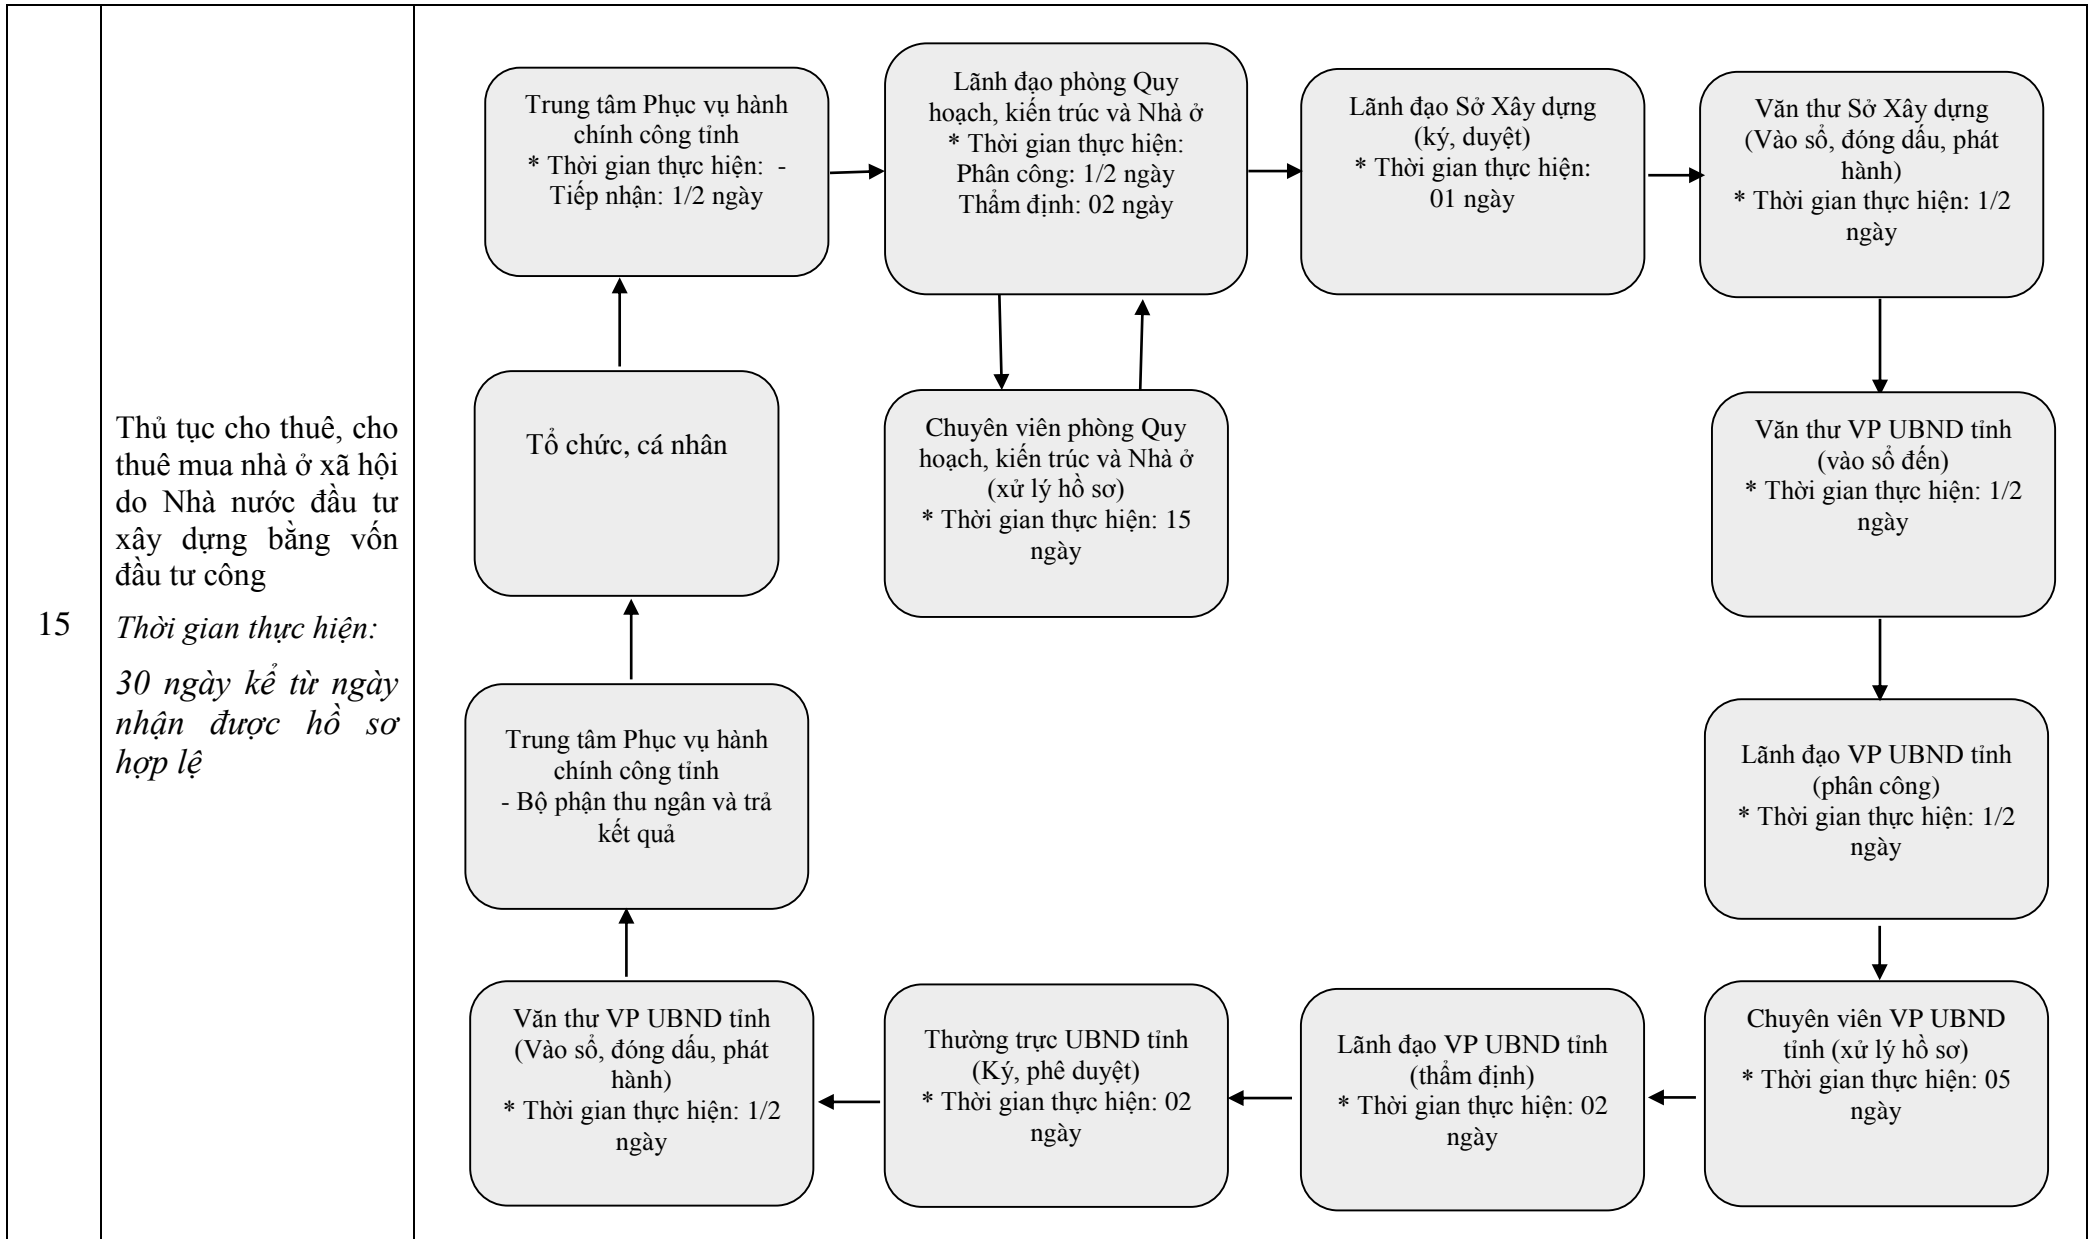 15
Thủ tục cho thuê, cho
thuê mua nhà ở xã hội
do Nhà nước đầu tư
xây dựng bằng vốn
đầu tư công
Thời gian thực hiện:
30 ngày kể từ ngày
nhận được hồ sơ
hợp lệ
Trung tâm Phục vụ hành
chính công tỉnh
* Thời gian thực hiện: -
Tiếp nhận: 1/2 ngày
Lãnh đạo phòng Quy
hoạch, kiến trúc và Nhà ở
* Thời gian thực hiện:
Phân công: 1/2 ngày
Thẩm định: 02 ngày
Lãnh đạo Sở Xây dựng
(ký, duyệt)
* Thời gian thực hiện:
01 ngày
Văn thư Sở Xây dựng
(Vào sổ, đóng dấu, phát
hành)
* Thời gian thực hiện: 1/2
ngày
Tổ chức, cá nhân
Chuyên viên phòng Quy
hoạch, kiến trúc và Nhà ở
(xử lý hồ sơ)
* Thời gian thực hiện: 15
ngày
Văn thư VP UBND tỉnh
(vào sổ đến)
* Thời gian thực hiện: 1/2
ngày
Trung tâm Phục vụ hành
chính công tỉnh
- Bộ phận thu ngân và trả
kết quả
Lãnh đạo VP UBND tỉnh
(phân công)
* Thời gian thực hiện: 1/2
ngày
Văn thư VP UBND tỉnh
(Vào sổ, đóng dấu, phát
hành)
* Thời gian thực hiện: 1/2
ngày
Thường trực UBND tỉnh
(Ký, phê duyệt)
* Thời gian thực hiện: 02
ngày
Lãnh đạo VP UBND tỉnh
(thẩm định)
* Thời gian thực hiện: 02
ngày
Chuyên viên VP UBND
tỉnh (xử lý hồ sơ)
* Thời gian thực hiện: 05
ngày